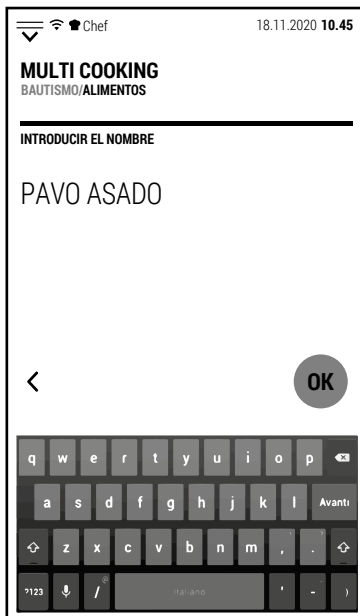 Chef 18.11.2020 10.45
MULTI COOKING
BAUTISMO/ALIMENTOS
INTRODUCIR EL NOMBRE
PAVO ASADO
OK
q w e r t y u i o p
a s d f g h j k l Avanti
z x c v b n m , .
?123 / @ Italiano ' - )